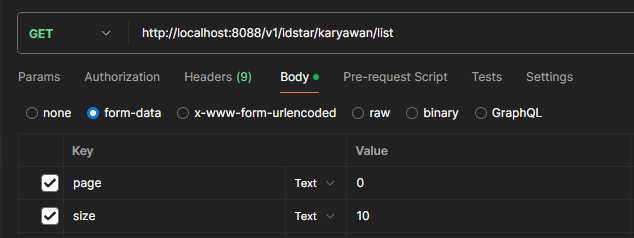 GET http://localhost:8088/v1/idstar/karyawan/list
Params Authorization Headers (9) Body Pre-request Script Tests Settings
none form-data x-www-form-urlencoded raw binary GraphQL
Key Value
page Text 0
size Text 10